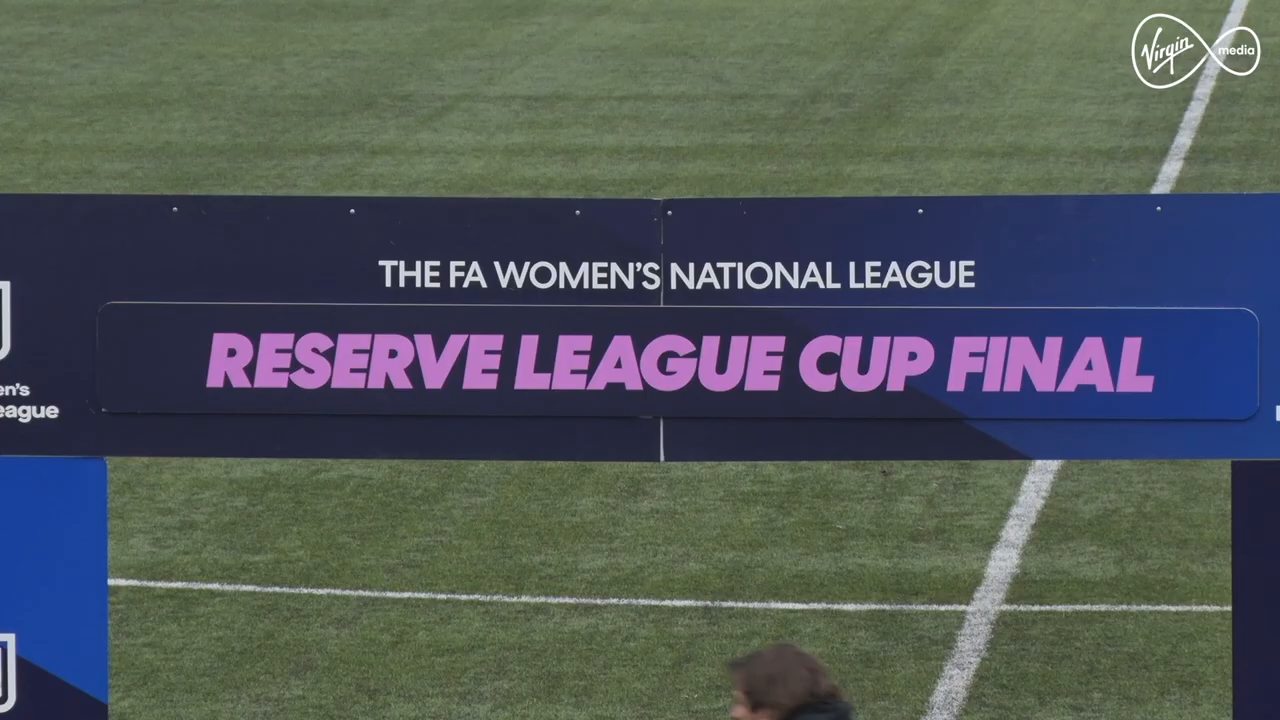 Virgin media
THE FA WOMEN'S NATIONAL LEAGUE
RESERVE LEAGUE CUP FINAL
en's
eague